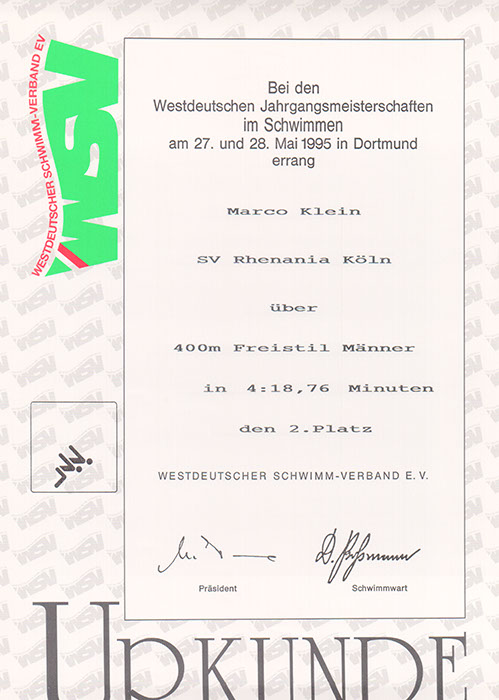 WESTDEUTSCHER SCHWIMM-VERBAND EV
WSV
Bei den
Westdeutschen Jahrgangsmeisterschaften
im Schwimmen
am 27. und 28. Mai 1995 in Dortmund
errang
Marco Klein
SV Rhenania Köln
über
400m Freistil Männer
in 4:18,76 Minuten
den 2.Platz
WESTDEUTSCHER SCHWIMM-VERBAND E.V.
Präsident
Schwimmwart
URKUNDE